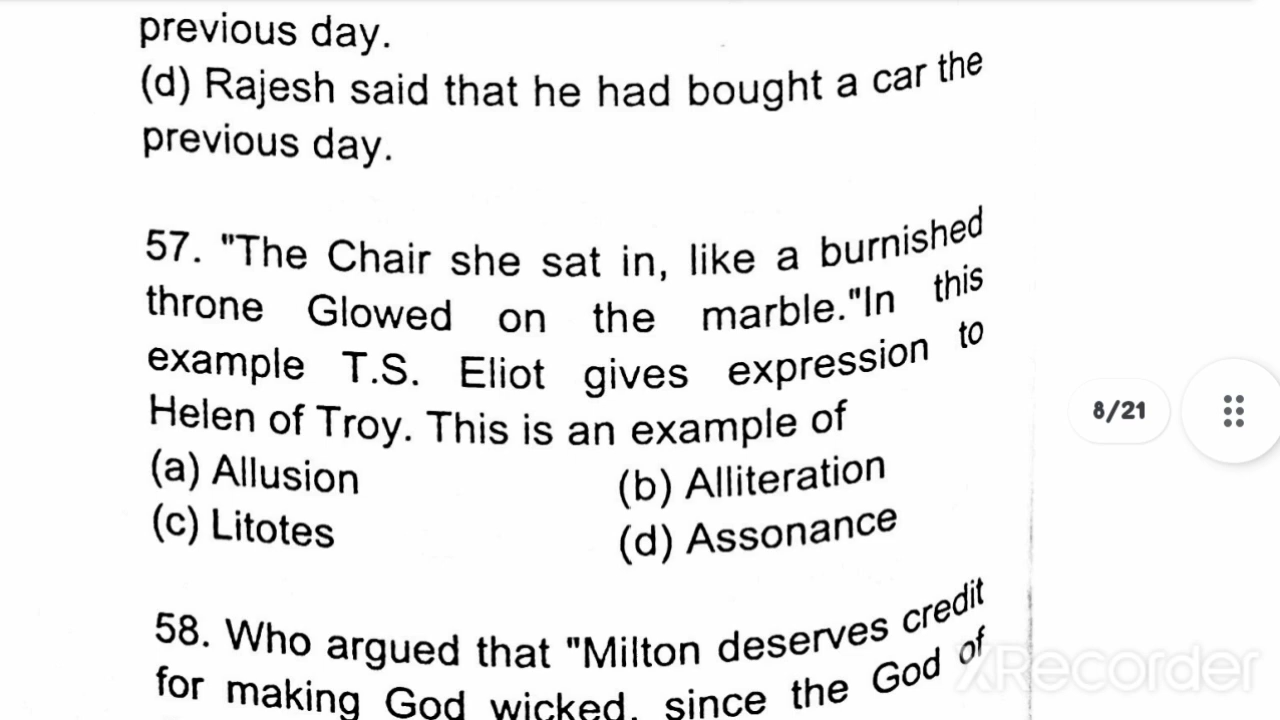 previous day.
(d) Rajesh said that he had bought a car the
previous day.
57. "The Chair she sat in, like a burnished
throne Glowed on the marble."In this
example T.S. Eliot gives expression to
Helen of Troy. This is an example of
(a) Allusion (b) Alliteration
(c) Litotes (d) Assonance
8/21
58. Who argued that "Milton deserves credit
for making God wicked, since the God of
XRecorder